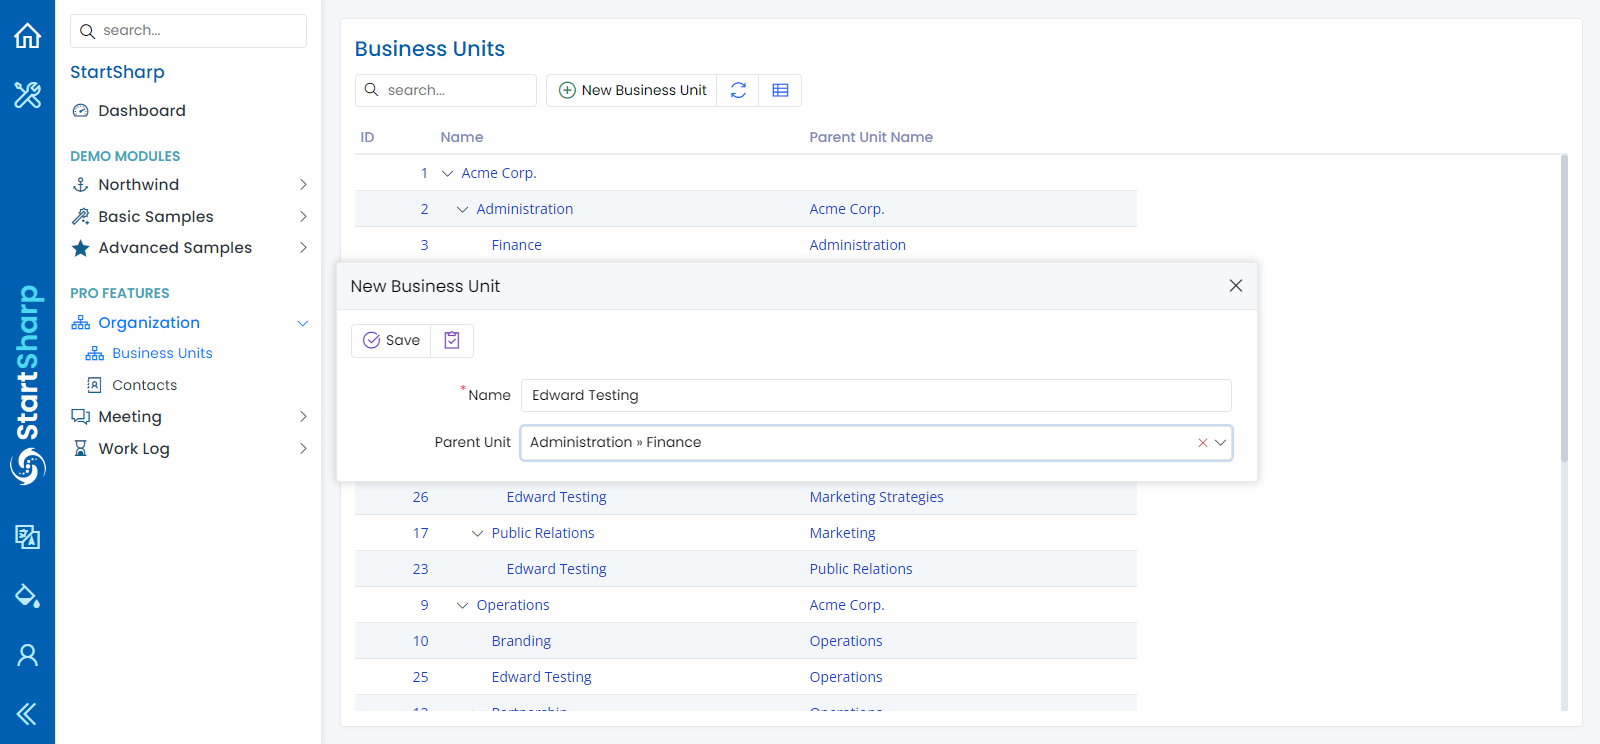 search...
StartSharp
Dashboard
DEMO MODULES
Northwind
Basic Samples
Advanced Samples
PRO FEATURES
Organization
Business Units
Contacts
Meeting
Work Log
StartSharp
Business Units
search...
New Business Unit
ID Name Parent Unit Name
1 Acme Corp.
2 Administration Acme Corp.
3 Finance Administration
New Business Unit
Save
*Name Edward Testing
Parent Unit Administration » Finance
26 Edward Testing Marketing Strategies
17 Public Relations Marketing
23 Edward Testing Public Relations
9 Operations Acme Corp.
10 Branding Operations
25 Edward Testing Operations
Partnership Operations